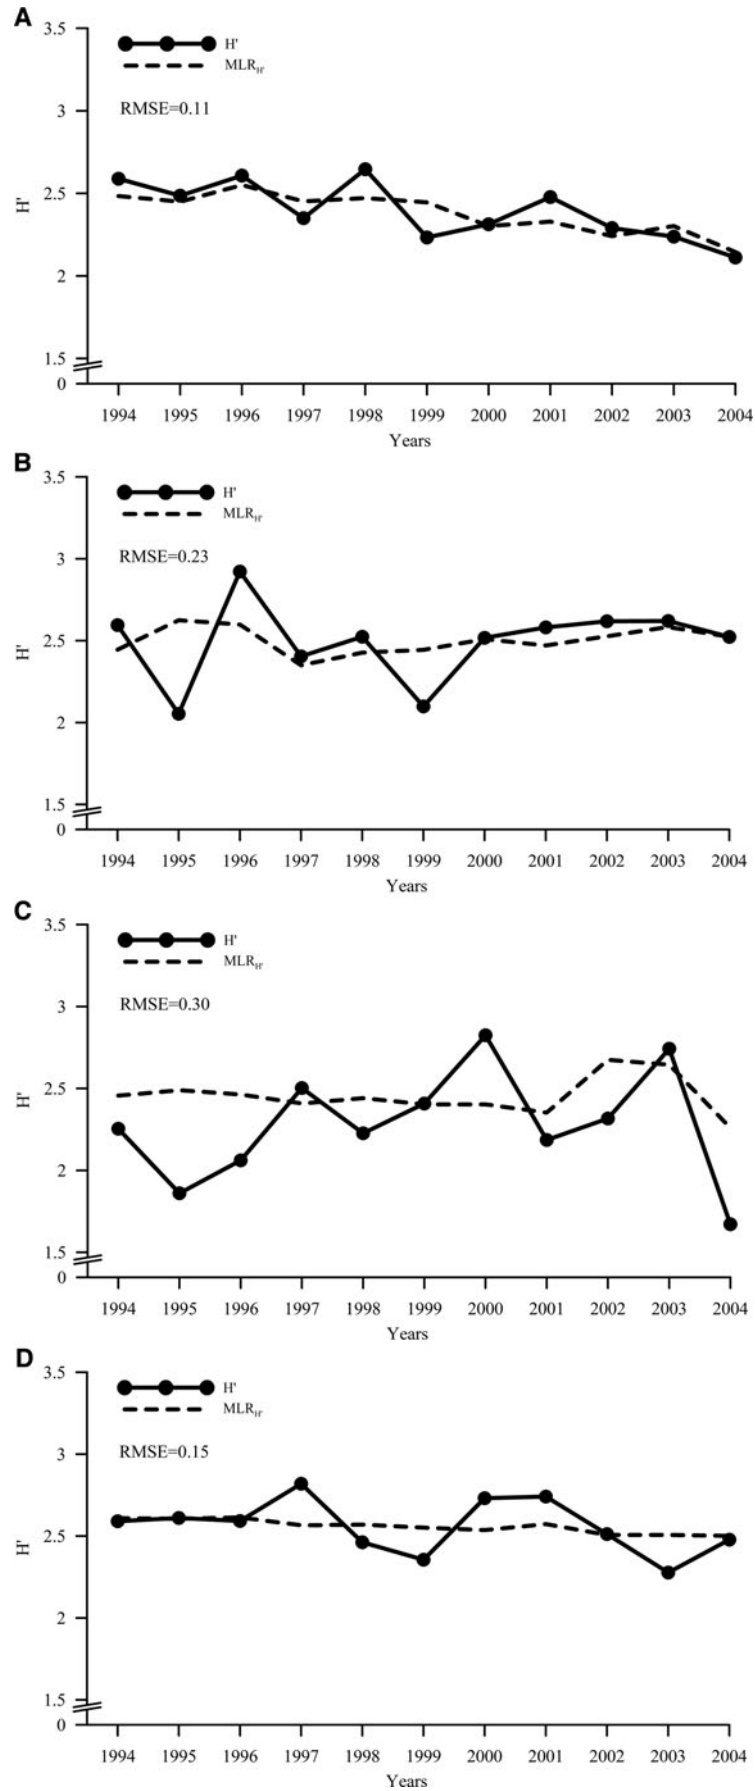 A
3.5
H'
MLRH'
RMSE=0.11
3
2.5
H'
2
1.5
0
1994 1995 1996 1997 1998 1999 2000 2001 2002 2003 2004
Years
B
3.5
H'
MLRH'
RMSE=0.23
3
2.5
H'
2
1.5
0
1994 1995 1996 1997 1998 1999 2000 2001 2002 2003 2004
Years
C
3.5
H'
MLRH'
RMSE=0.30
3
2.5
H'
2
1.5
0
1994 1995 1996 1997 1998 1999 2000 2001 2002 2003 2004
Years
D
3.5
H'
MLRH'
RMSE=0.15
3
2.5
H'
2
1.5
0
1994 1995 1996 1997 1998 1999 2000 2001 2002 2003 2004
Years